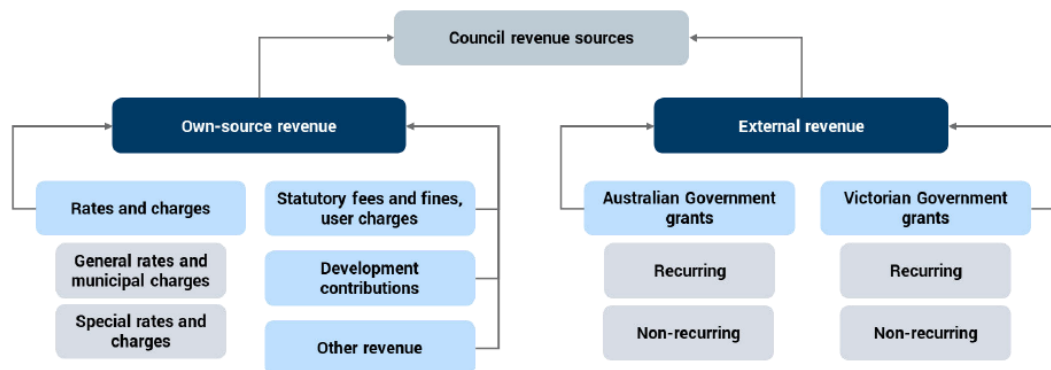 Council revenue sources
Own-source revenue
External revenue
Rates and charges
General rates and
municipal charges
Special rates and
charges
Statutory fees and fines,
user charges
Development
contributions
Other revenue
Australian Government
grants
Recurring
Non-recurring
Victorian Government
grants
Recurring
Non-recurring